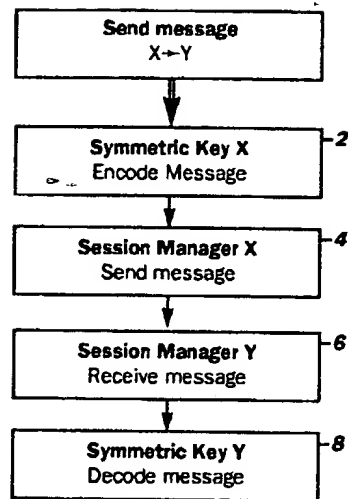 Send message
X→Y
Symmetric Key X
Encode Message
2
Session Manager X
Send message
4
Session Manager Y
Receive message
6
Symmetric Key Y
Decode message
8